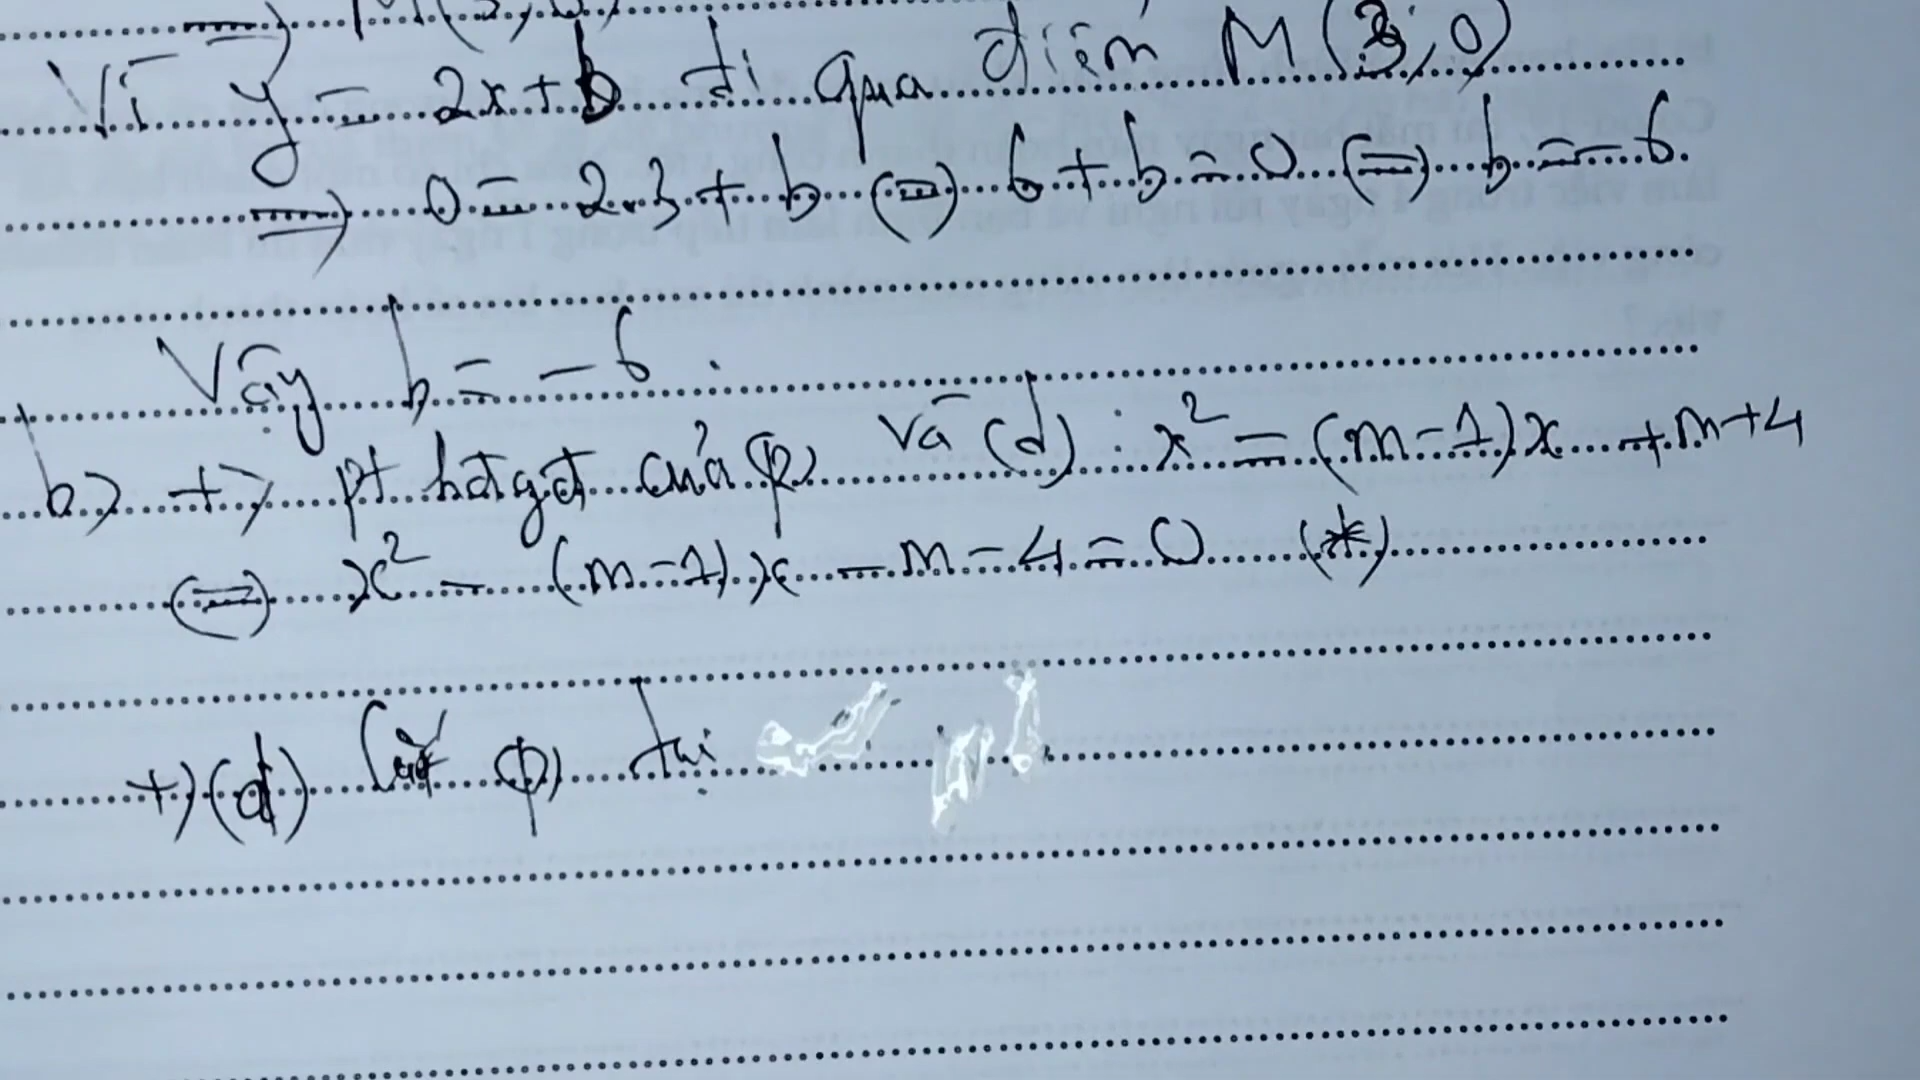 Vì y = 2x + b đi qua điểm M (3; 0)
=> 0 = 2.3 + b <=> 6 + b = 0 <=> b = -6.
Vậy b = -6.
b) +) pt hđgđ của (P) và (d) : x² = (m-1)x + m+4
<=> x² - (m-1)x - m - 4 = 0 (*)
+) (d) cắt (P) tại